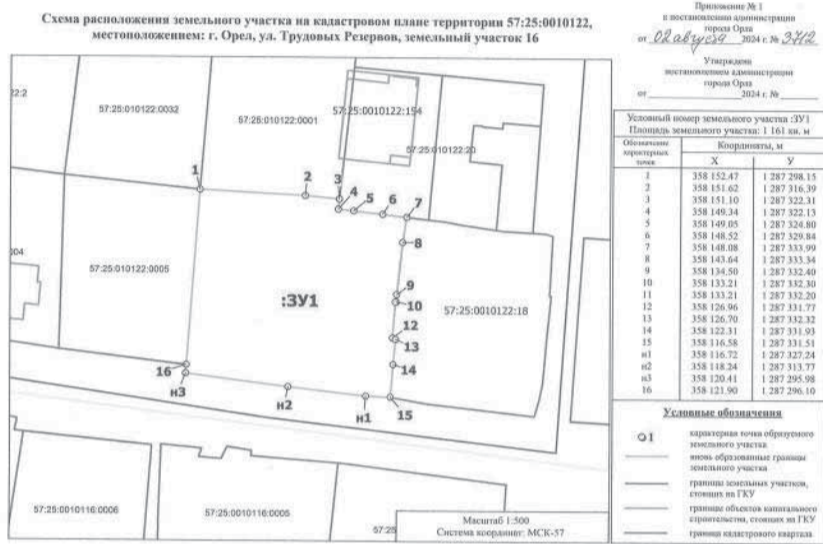 Схема расположения земельного участка на кадастровом плане территории 57:25:0010122,
местоположением: г. Орел, ул. Трудовых Резервов, земельный участок 16
Приложение № 1
к постановлению администрации
города Орла
от 02 августа 2024 г. № 3712
Утверждена
постановлением администрации
города Орла
от 2024 г. №
22:2
57:25:010122:0032
57:25:010122:0001
57:25:0010122:154
57:25:010122:20
1
2
3
4
5
6
7
8
004
57:25:010122:0005
:ЗУ1
9
10
57:25:0010122:18
12
13
14
16
н3
н2
н1
15
57:25:0010116:0006
57:25:0010116:0005
57:25
Масштаб 1:500
Система координат: МСК-57
Условный номер земельного участка :ЗУ1
Площадь земельного участка: 1 161 кв. м
Обозначение характерных точек Координаты, м
X У
1 358 152.47 1 287 298.15
2 358 151.62 1 287 316.39
3 358 151.10 1 287 322.31
4 358 149.34 1 287 322.13
5 358 149.05 1 287 324.80
6 358 148.52 1 287 329.84
7 358 148.08 1 287 333.99
8 358 143.64 1 287 333.34
9 358 134.50 1 287 332.40
10 358 133.21 1 287 332.30
11 358 133.21 1 287 332.20
12 358 126.96 1 287 331.77
13 358 126.70 1 287 332.32
14 358 122.31 1 287 331.93
15 358 116.58 1 287 331.51
н1 358 116.72 1 287 327.24
н2 358 118.24 1 287 313.77
н3 358 120.41 1 287 295.98
16 358 121.90 1 287 296.10
Условные обозначения
1 характерная точка образуемого
земельного участка
вновь образованные границы
земельного участка
границы земельных участков,
стоящих на ГКУ
границы объектов капитального
строительства, стоящих на ГКУ
граница кадастрового квартала